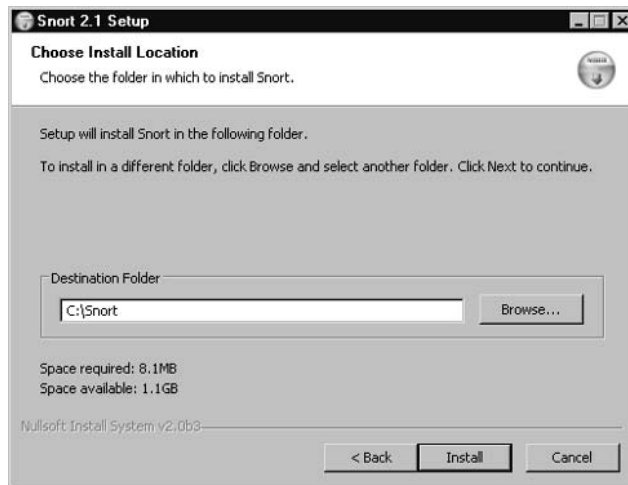 Snort 2.1 Setup
Choose Install Location
Choose the folder in which to install Snort.
Setup will install Snort in the following folder.
To install in a different folder, click Browse and select another folder. Click Next to continue.
Destination Folder
C:\Snort
Browse...
Space required: 8.1MB
Space available: 1.1GB
Nullsoft Install System v2.0b3
< Back
Install
Cancel